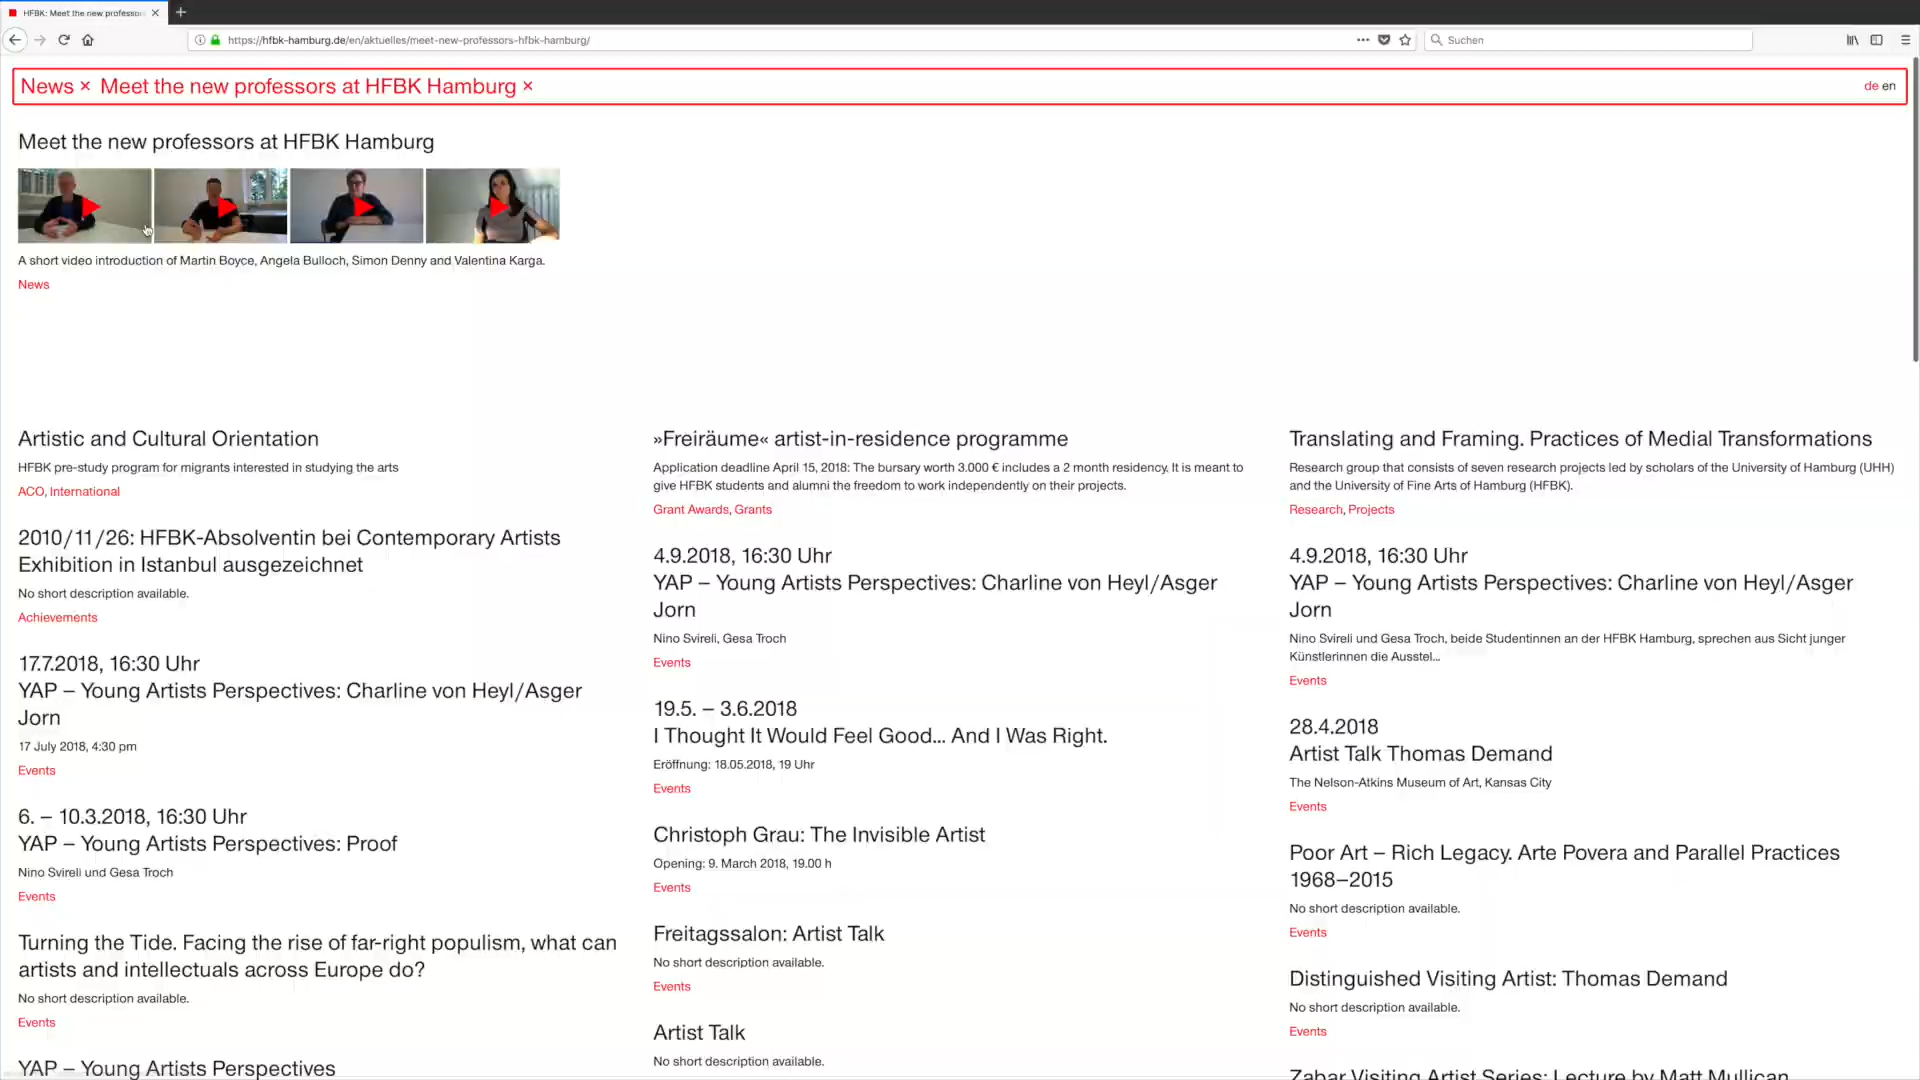 HFBK: Meet the new professor
https://hfbk-hamburg.de/en/aktuelles/meet-new-professors-hfbk-hamburg/
Suchen
News × Meet the new professors at HFBK Hamburg ×
de en
Meet the new professors at HFBK Hamburg
A short video introduction of Martin Boyce, Angela Bulloch, Simon Denny and Valentina Karga.
News
Artistic and Cultural Orientation
HFBK pre-study program for migrants interested in studying the arts
ACO, International
2010/11/26: HFBK-Absolventin bei Contemporary Artists
Exhibition in Istanbul ausgezeichnet
No short description available.
Achievements
17.7.2018, 16:30 Uhr
YAP – Young Artists Perspectives: Charline von Heyl/Asger
Jorn
17 July 2018, 4:30 pm
Events
6. – 10.3.2018, 16:30 Uhr
YAP – Young Artists Perspectives: Proof
Nino Svireli und Gesa Troch
Events
Turning the Tide. Facing the rise of far-right populism, what can
artists and intellectuals across Europe do?
No short description available.
Events
YAP – Young Artists Perspectives
»Freiräume« artist-in-residence programme
Application deadline April 15, 2018: The bursary worth 3.000 € includes a 2 month residency. It is meant to
give HFBK students and alumni the freedom to work independently on their projects.
Grant Awards, Grants
4.9.2018, 16:30 Uhr
YAP – Young Artists Perspectives: Charline von Heyl/Asger
Jorn
Nino Svireli, Gesa Troch
Events
19.5. – 3.6.2018
I Thought It Would Feel Good... And I Was Right.
Eröffnung: 18.05.2018, 19 Uhr
Events
Christoph Grau: The Invisible Artist
Opening: 9. March 2018, 19.00 h
Events
Freitagssalon: Artist Talk
No short description available.
Events
Artist Talk
No short description available.
Translating and Framing. Practices of Medial Transformations
Research group that consists of seven research projects led by scholars of the University of Hamburg (UHH)
and the University of Fine Arts of Hamburg (HFBK).
Research, Projects
4.9.2018, 16:30 Uhr
YAP – Young Artists Perspectives: Charline von Heyl/Asger
Jorn
Nino Svireli und Gesa Troch, beide Studentinnen an der HFBK Hamburg, sprechen aus Sicht junger
Künstlerinnen die Ausstel...
Events
28.4.2018
Artist Talk Thomas Demand
The Nelson-Atkins Museum of Art, Kansas City
Events
Poor Art – Rich Legacy. Arte Povera and Parallel Practices
1968–2015
No short description available.
Events
Distinguished Visiting Artist: Thomas Demand
No short description available.
Events
Zabar Visiting Artist Series: Lecture by Matt Mullican